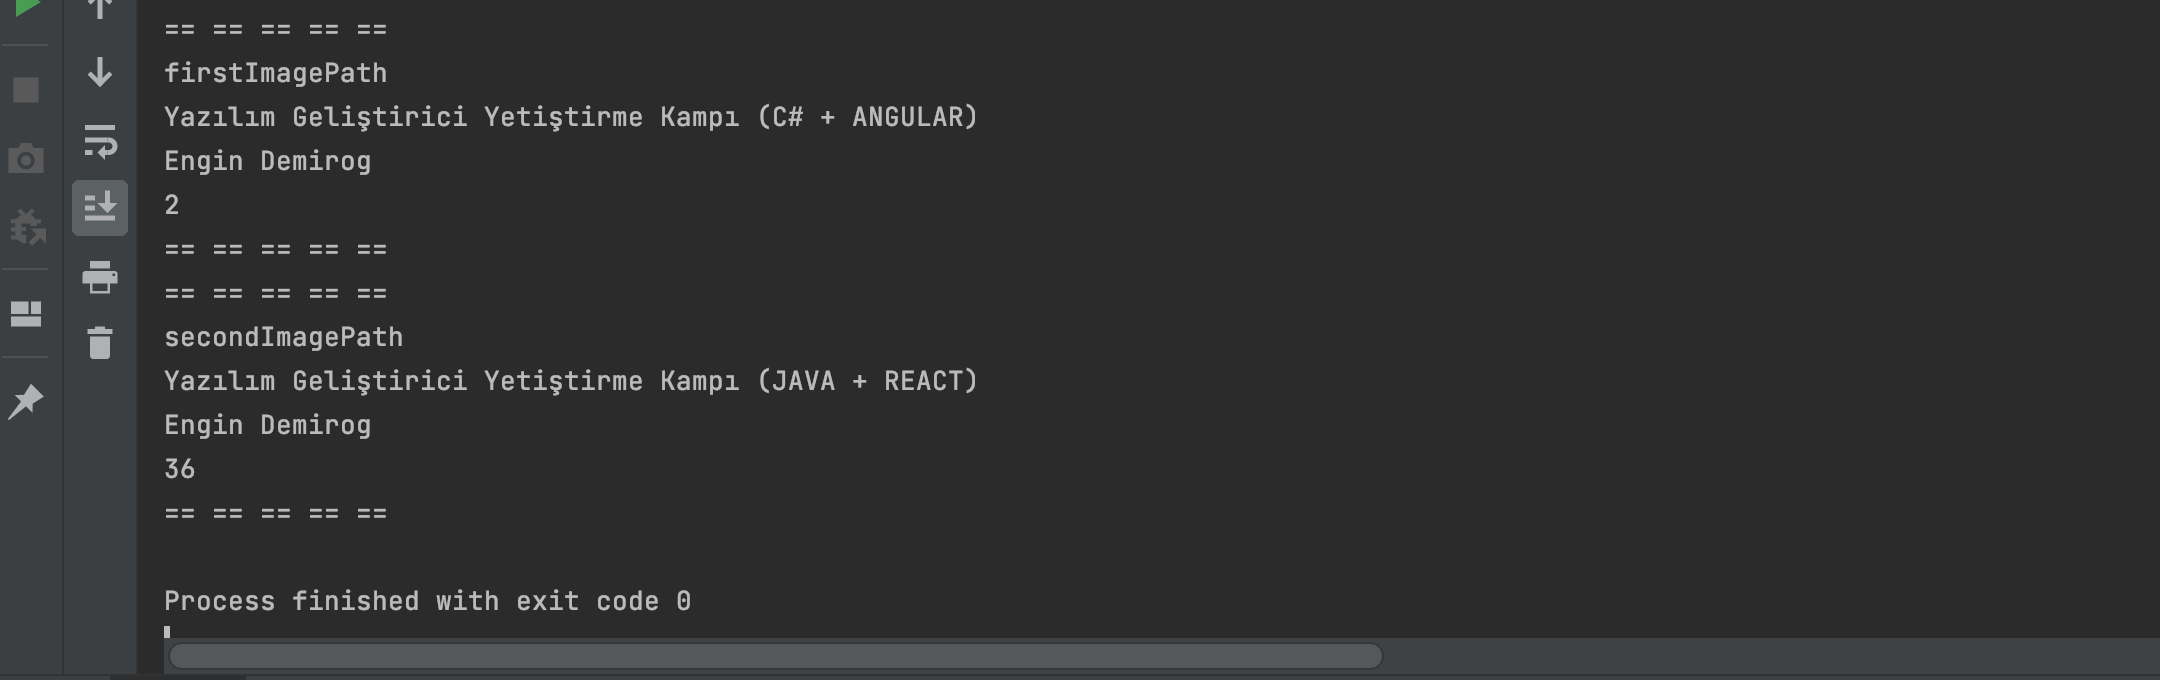 == == == == ==
firstImagePath
Yazılım Geliştirici Yetiştirme Kampı (C# + ANGULAR)
Engin Demirog
2
== == == == ==
== == == == ==
secondImagePath
Yazılım Geliştirici Yetiştirme Kampı (JAVA + REACT)
Engin Demirog
36
== == == == ==
Process finished with exit code 0